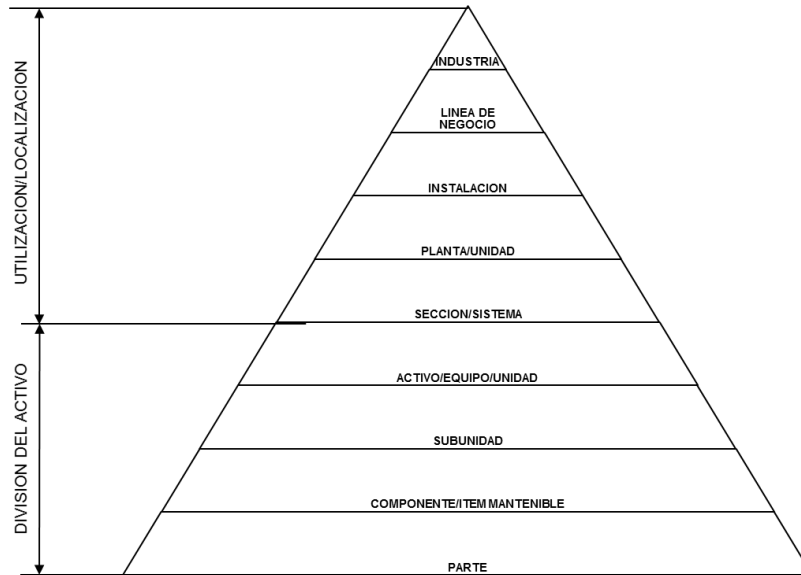 UTILIZACION/LOCALIZACION
INDUSTRIA
LINEA DE
NEGOCIO
INSTALACION
PLANTA/UNIDAD
SECCION/SISTEMA
DIVISION DEL ACTIVO
ACTIVO/EQUIPO/UNIDAD
SUBUNIDAD
COMPONENTE/ITEM MANTENIBLE
PARTE